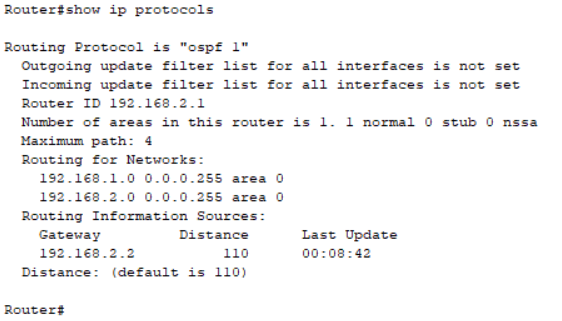 Router#show ip protocols
Routing Protocol is "ospf 1"
Outgoing update filter list for all interfaces is not set
Incoming update filter list for all interfaces is not set
Router ID 192.168.2.1
Number of areas in this router is 1. 1 normal 0 stub 0 nssa
Maximum path: 4
Routing for Networks:
192.168.1.0 0.0.0.255 area 0
192.168.2.0 0.0.0.255 area 0
Routing Information Sources:
Gateway Distance Last Update
192.168.2.2 110 00:08:42
Distance: (default is 110)
Router#